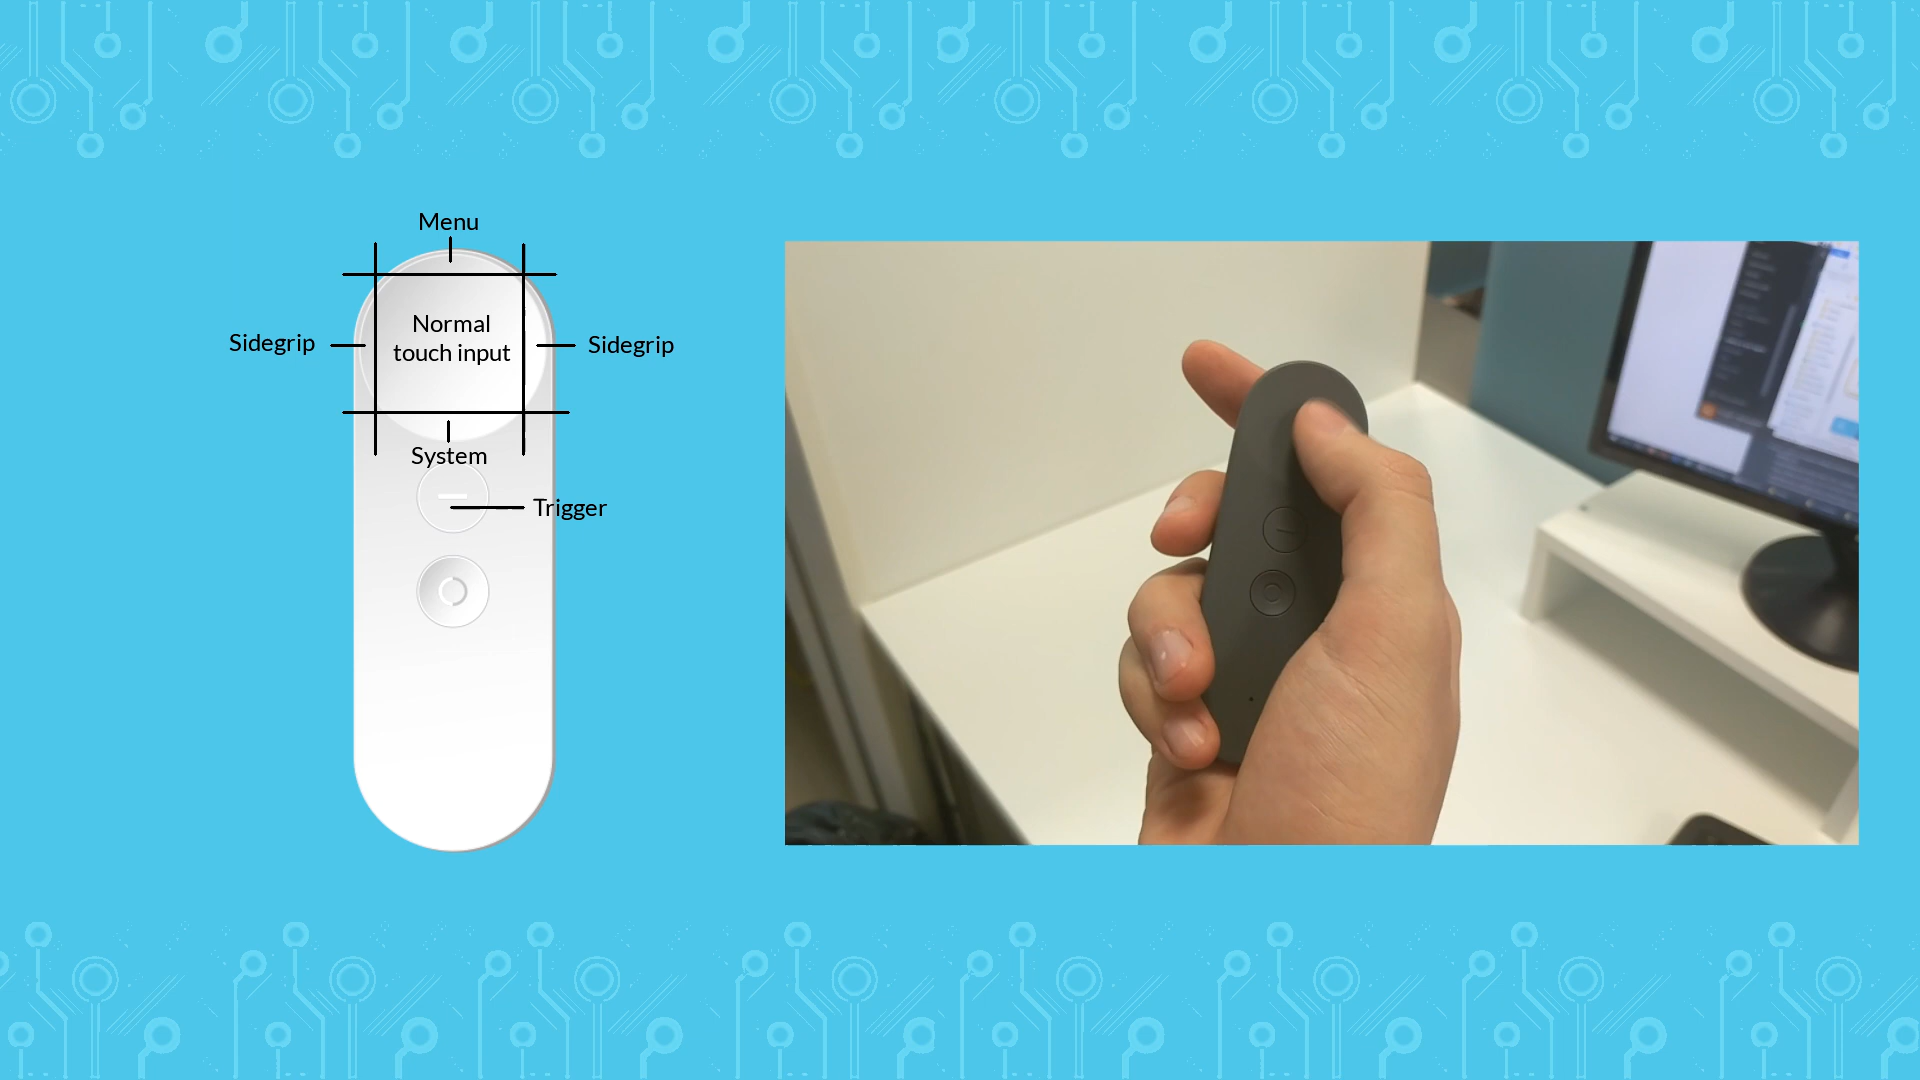 Menu
Normal
touch input
Sidegrip
Sidegrip
System
Trigger